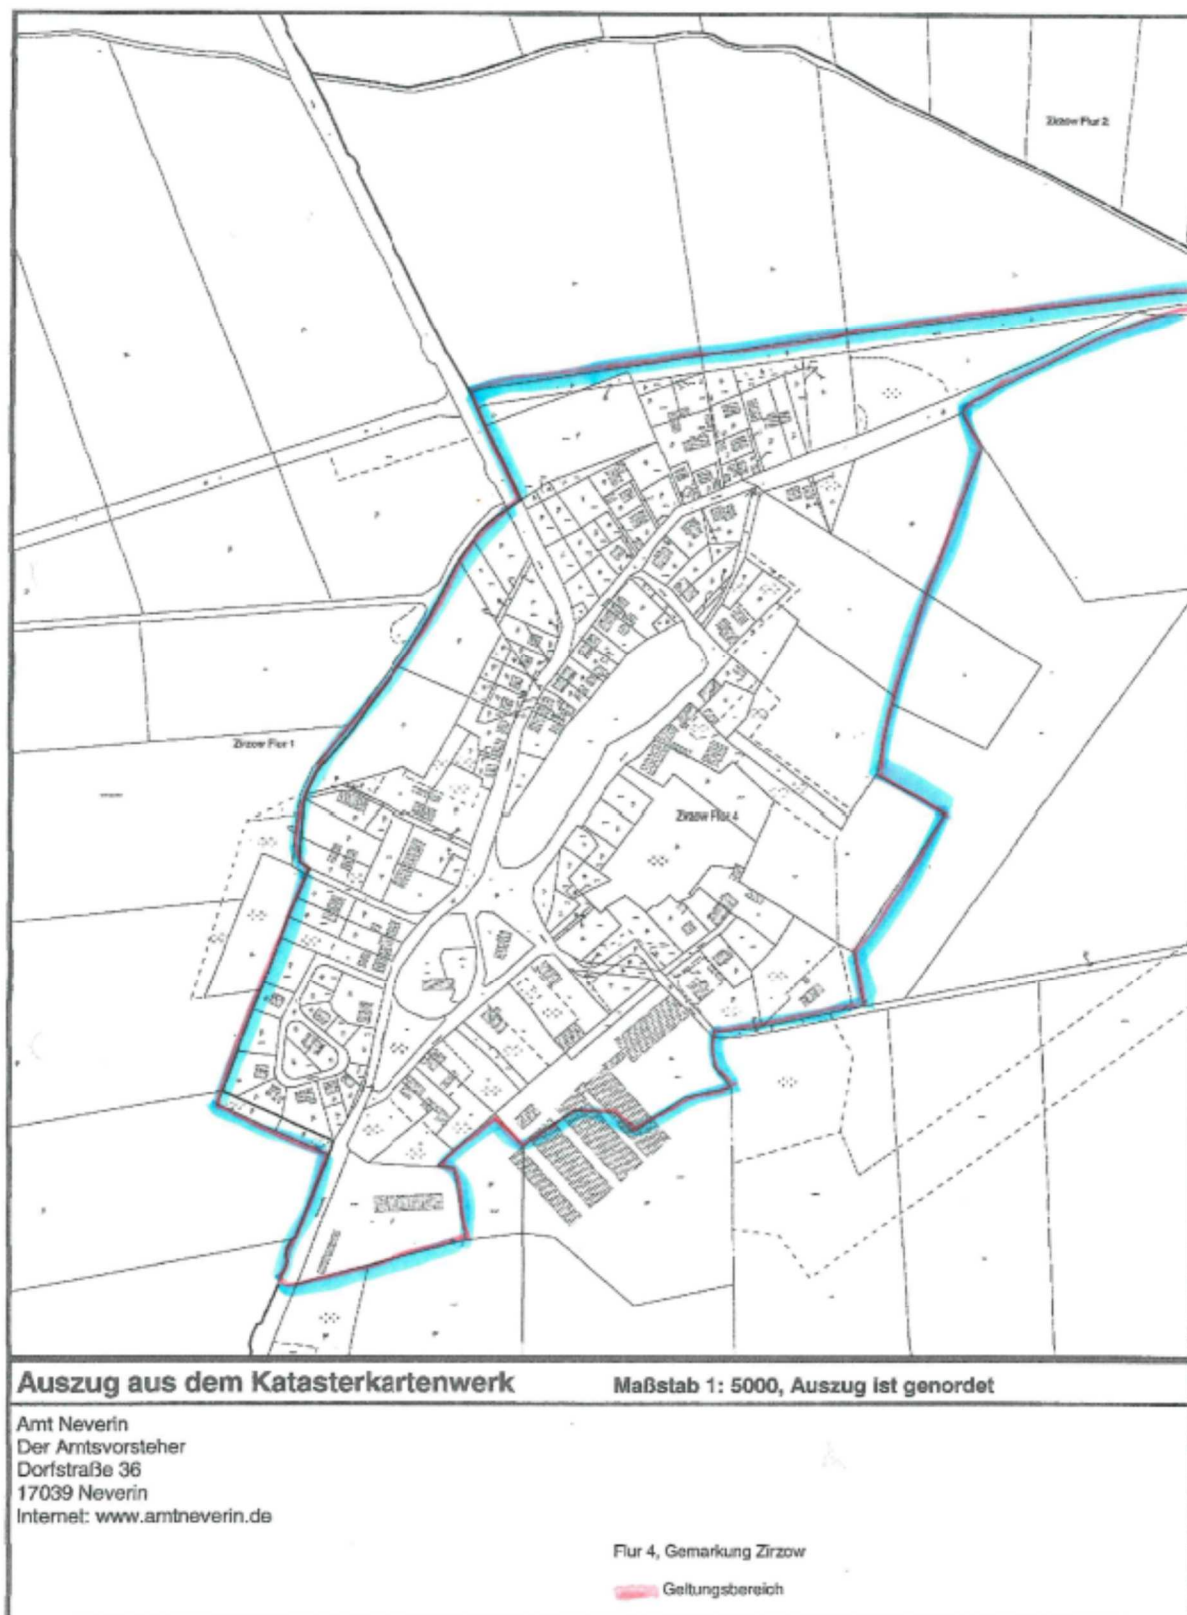 Zirzow Flur 2
Zirzow Flur 1
Zirzow Flur 4
Auszug aus dem Katasterkartenwerk
Maßstab 1: 5000, Auszug ist genordet
Amt Neverin
Der Amtsvorsteher
Dorfstraße 36
17039 Neverin
Internet: www.amtneverin.de
Flur 4, Gemarkung Zirzow
Geltungsbereich